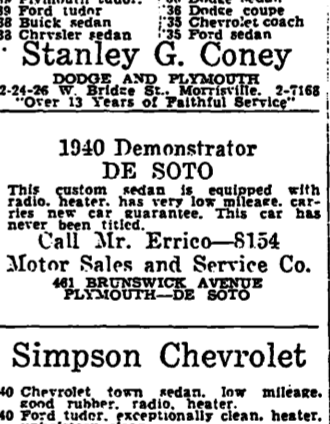 39 Ford tudor
38 Buick sedan
38 Chrysler sedan
'36 Dodge coupe
'35 Chevrolet coach
'35 Ford sedan
Stanley G. Coney
DODGE AND PLYMOUTH
2-24-26 W. Bridge St., Morrisville. 2-7168
"Over 13 Years of Faithful Service"
1940 Demonstrator
DE SOTO
This custom sedan is equipped with
radio, heater, has very low mileage, car-
ries new car guarantee. This car has
never been titled.
Call Mr. Errico—8154
Motor Sales and Service Co.
461 BRUNSWICK AVENUE
PLYMOUTH—DE SOTO
Simpson Chevrolet
40 Chevrolet town sedan, low mileage,
good rubber, radio, heater.
40 Ford tudor, exceptionally clean, heater,